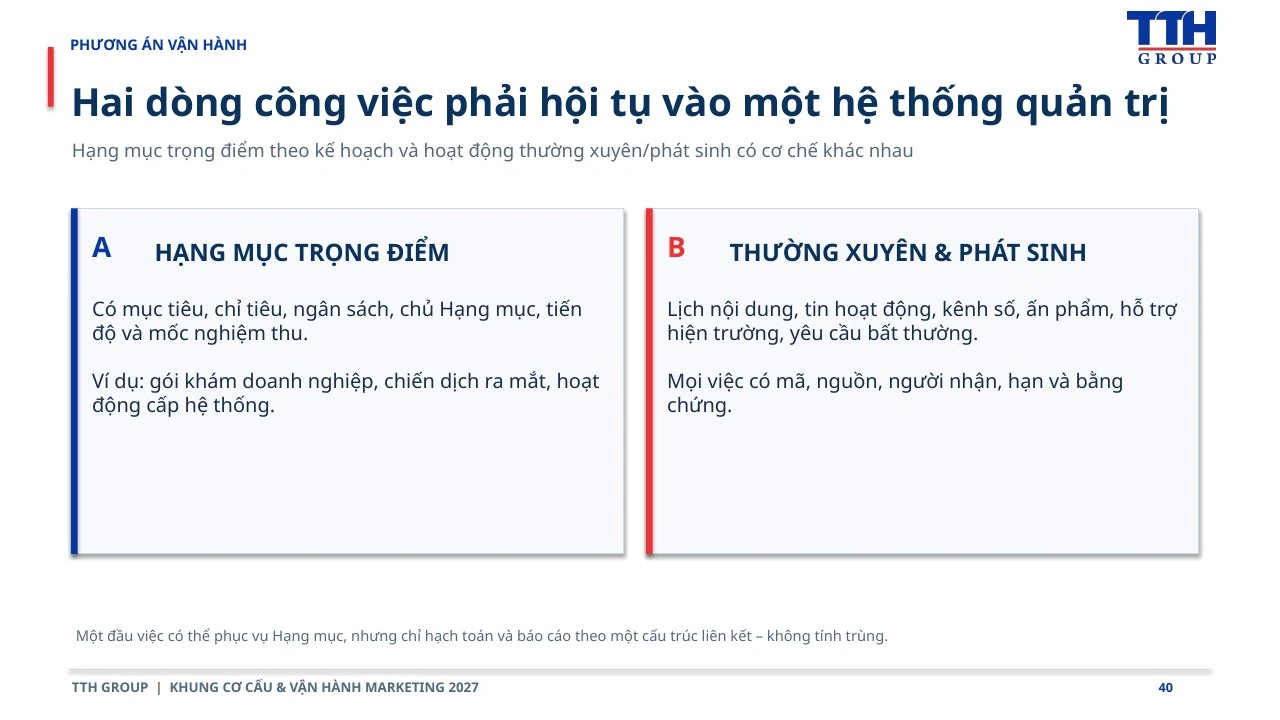 TTH
GROUP
PHƯƠNG ÁN VẬN HÀNH
Hai dòng công việc phải hội tụ vào một hệ thống quản trị
Hạng mục trọng điểm theo kế hoạch và hoạt động thường xuyên/phát sinh có cơ chế khác nhau
A HẠNG MỤC TRỌNG ĐIỂM
Có mục tiêu, chỉ tiêu, ngân sách, chủ Hạng mục, tiến
độ và mốc nghiệm thu.
Ví dụ: gói khám doanh nghiệp, chiến dịch ra mắt, hoạt
động cấp hệ thống.
B THƯỜNG XUYÊN & PHÁT SINH
Lịch nội dung, tin hoạt động, kênh số, ấn phẩm, hỗ trợ
hiện trường, yêu cầu bất thường.
Mọi việc có mã, nguồn, người nhận, hạn và bằng
chứng.
Một đầu việc có thể phục vụ Hạng mục, nhưng chỉ hạch toán và báo cáo theo một cấu trúc liên kết – không tính trùng.
TTH GROUP | KHUNG CƠ CẤU & VẬN HÀNH MARKETING 2027
40